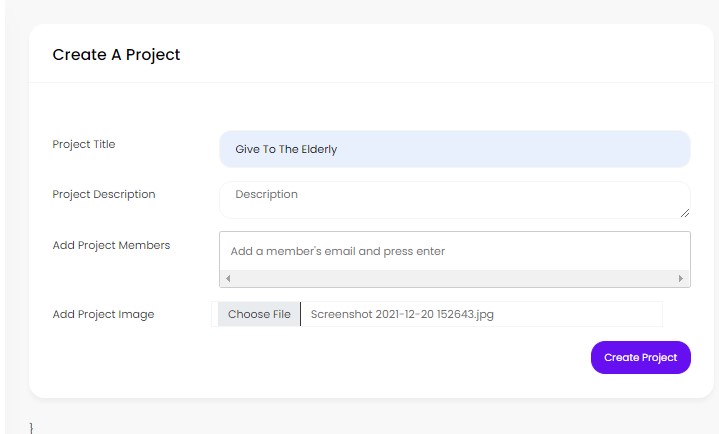 Create A Project
Project Title
Give To The Elderly
Project Description
Description
Add Project Members
Add a member's email and press enter
Add Project Image
Choose File Screenshot 2021-12-20 152643.jpg
Create Project
}